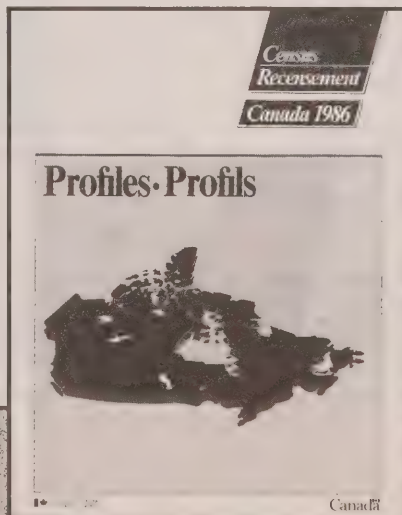 Census
Recensement
Canada 1986
Profiles • Profils
Canada